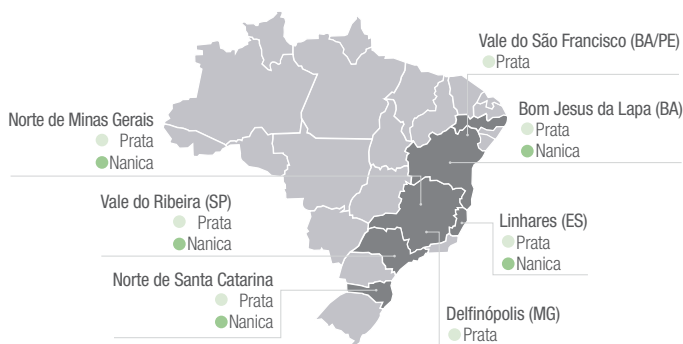 Vale do São Francisco (BA/PE)
Prata
Norte de Minas Gerais
Prata
Nanica
Bom Jesus da Lapa (BA)
Prata
Nanica
Vale do Ribeira (SP)
Prata
Nanica
Linhares (ES)
Prata
Nanica
Norte de Santa Catarina
Prata
Nanica
Delfinópolis (MG)
Prata